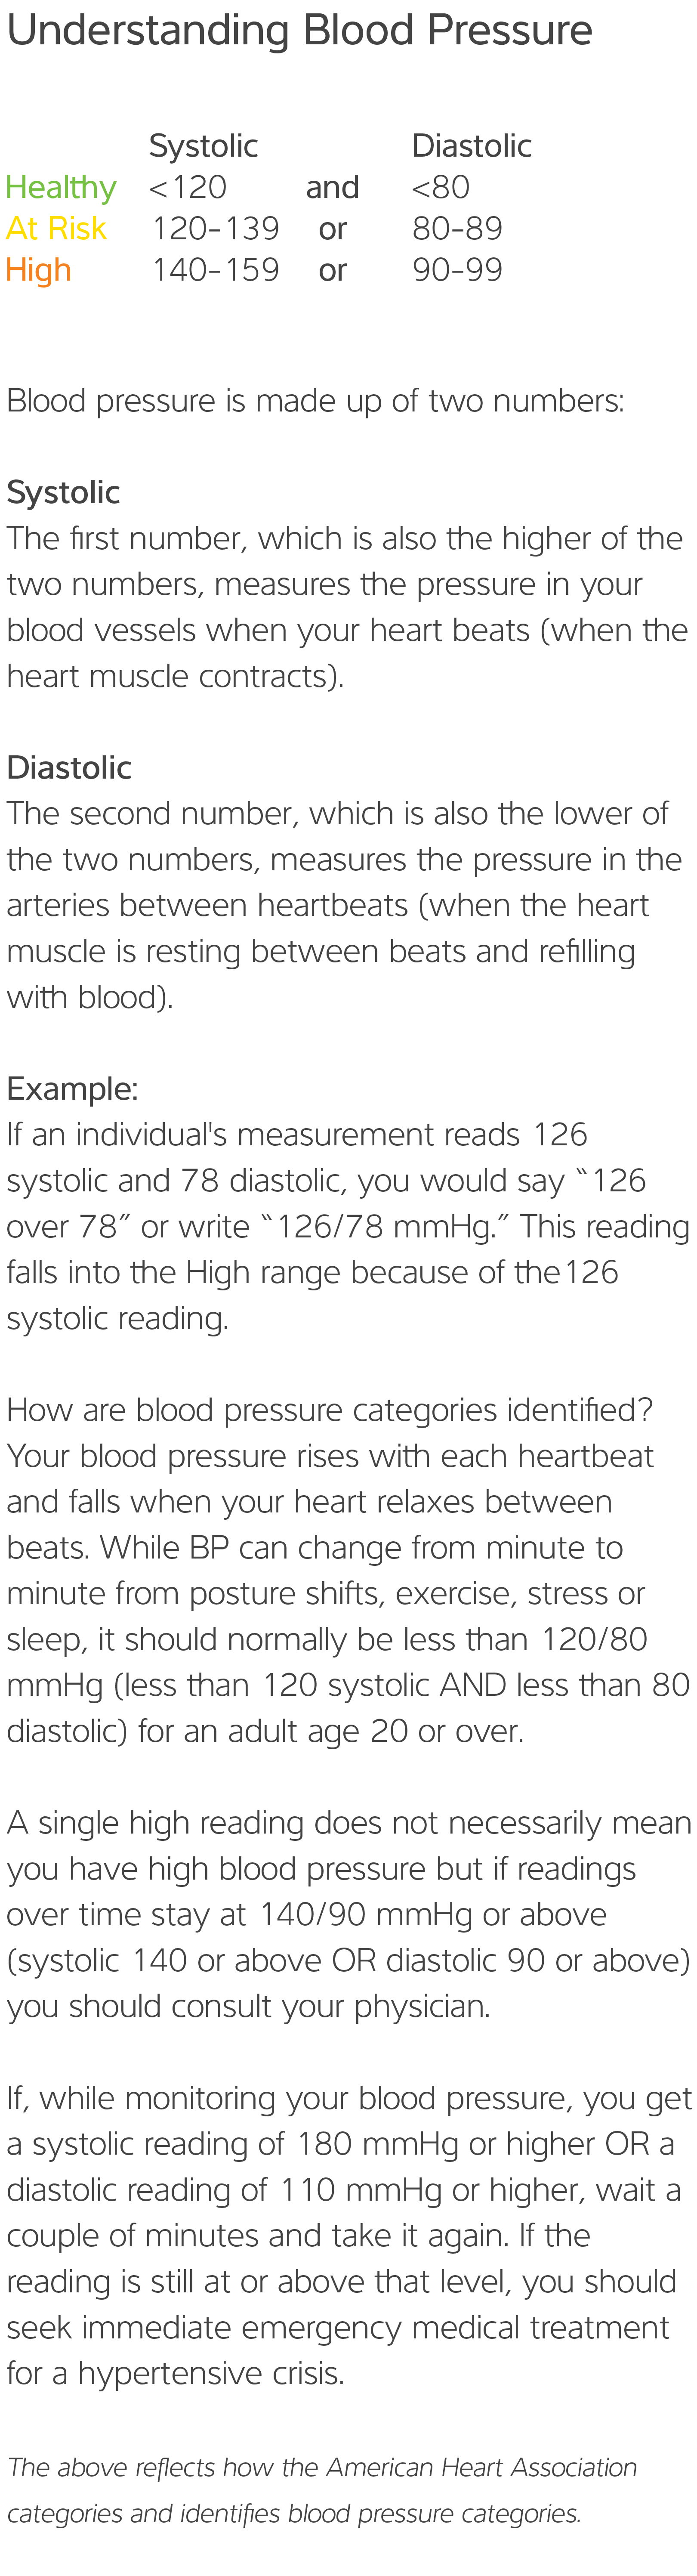 Understanding Blood Pressure
Systolic Diastolic
Healthy <120 and <80
At Risk 120-139 or 80-89
High 140-159 or 90-99
Blood pressure is made up of two numbers:
Systolic
The first number, which is also the higher of the
two numbers, measures the pressure in your
blood vessels when your heart beats (when the
heart muscle contracts).
Diastolic
The second number, which is also the lower of
the two numbers, measures the pressure in the
arteries between heartbeats (when the heart
muscle is resting between beats and refilling
with blood).
Example:
If an individual's measurement reads 126
systolic and 78 diastolic, you would say “126
over 78” or write “126/78 mmHg.” This reading
falls into the High range because of the126
systolic reading.
How are blood pressure categories identified?
Your blood pressure rises with each heartbeat
and falls when your heart relaxes between
beats. While BP can change from minute to
minute from posture shifts, exercise, stress or
sleep, it should normally be less than 120/80
mmHg (less than 120 systolic AND less than 80
diastolic) for an adult age 20 or over.
A single high reading does not necessarily mean
you have high blood pressure but if readings
over time stay at 140/90 mmHg or above
(systolic 140 or above OR diastolic 90 or above)
you should consult your physician.
If, while monitoring your blood pressure, you get
a systolic reading of 180 mmHg or higher OR a
diastolic reading of 110 mmHg or higher, wait a
couple of minutes and take it again. If the
reading is still at or above that level, you should
seek immediate emergency medical treatment
for a hypertensive crisis.
The above reflects how the American Heart Association
categories and identifies blood pressure categories.